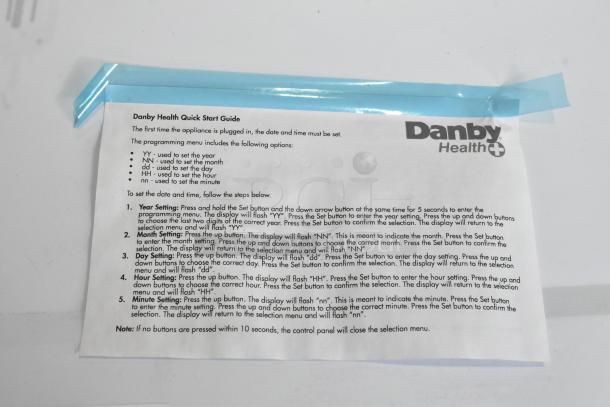 Danby Health Quick Start Guide
Danby
Health
The first time the appliance is plugged in, the date and time must be set.
The programming menu includes the following options:
• YY - used to set the year
• NN - used to set the month
• dd - used to set the day
• HH - used to set the hour
• nn - used to set the minute
To set the date and time, follow the steps below.
1. Year Setting: Press and hold the Set button and the down arrow button at the same time for 5 seconds to enter the
programming menu. The display will flash "YY". Press the Set button to enter the year setting. Press the up and down buttons
to choose the last two digits of the correct year. Press the Set button to confirm the selection. The display will return to the
selection menu and will flash "YY".
2. Month Setting: Press the up button. The display will flash "NN". This is meant to indicate the month. Press the Set button
to enter the month setting. Press the up and down buttons to choose the correct month. Press the Set button to confirm the
selection. The display will return to the selection menu and will flash "NN"
3. Day Setting: Press the up button. The display will flash "dd". Press the Set button to enter the day setting. Press the up and
down buttons to choose the correct day. Press the Set button to confirm the selection. The display will return to the selection
menu and will flash "dd".
4. Hour Setting: Press the up button. The display will flash "HH". Press the Set button to enter the hour setting. Press the up and
down buttons to choose the correct hour. Press the Set button to confirm the selection. The display will return to the selection
menu and will flash "HH".
5. Minute Setting: Press the up button. The display will flash "nn". This is meant to indicate the minute. Press the Set button
to enter the minute setting. Press the up and down buttons to choose the correct minute. Press the Set button to confirm the
selection. The display will return to the selection menu and will flash "nn".
Note: If no buttons are pressed within 10 seconds, the control panel will close the selection menu.